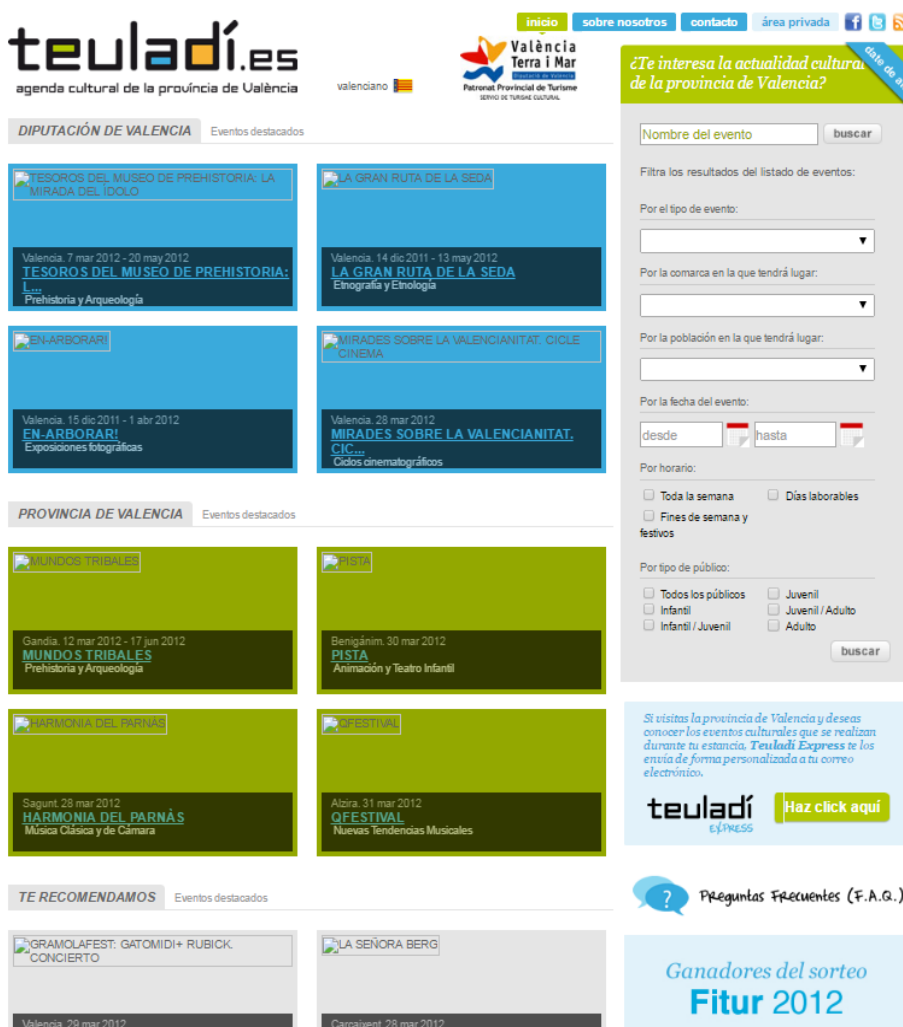 inicio
sobre nosotros
contacto
área privada
teuladí.es
agenda cultural de la província de València
valenciano
València
Terra i Mar
Diputació de València
Patronat Provincial de Turisme
SERVICI DE TURISME CULTURAL
DIPUTACIÓN DE VALENCIA
Eventos destacados
TESOROS DEL MUSEO DE PREHISTORIA: LA
MIRADA DEL ÍDOLO
Valencia. 7 mar 2012 - 20 may 2012
TESOROS DEL MUSEO DE PREHISTORIA:
L...
Prehistoria y Arqueología
LA GRAN RUTA DE LA SEDA
Valencia. 14 dic 2011 - 13 may 2012
LA GRAN RUTA DE LA SEDA
Etnografía y Etnología
EN-ARBORAR!
Valencia. 15 dic 2011 - 1 abr 2012
EN-ARBORAR!
Exposiciones fotográficas
MIRADES SOBRE LA VALENCIANITAT. CICLE
CINEMA
Valencia. 28 mar 2012
MIRADES SOBRE LA VALENCIANITAT.
CIC...
Ciclos cinematográficos
PROVINCIA DE VALENCIA
Eventos destacados
MUNDOS TRIBALES
Gandia. 12 mar 2012 - 17 jun 2012
MUNDOS TRIBALES
Prehistoria y Arqueología
PISTA
Benigánim. 30 mar 2012
PISTA
Animación y Teatro Infantil
HARMONIA DEL PARNÀS
Sagunt. 28 mar 2012
HARMONIA DEL PARNÀS
Música Clásica y de Cámara
QFESTIVAL
Alzira. 31 mar 2012
QFESTIVAL
Nuevas Tendencias Musicales
TE RECOMENDAMOS
Eventos destacados
GRAMOLAFEST: GATOMIDI+ RUBICK.
CONCIERTO
Valencia. 29 mar 2012
LA SEÑORA BERG
Carcaixent. 28 mar 2012
¿Te interesa la actualidad cultural
de la provincia de Valencia?
date de
Nombre del evento
buscar
Filtra los resultados del listado de eventos:
Por el tipo de evento:
Por la comarca en la que tendrá lugar:
Por la población en la que tendrá lugar:
Por la fecha del evento:
desde
hasta
Por horario:
Toda la semana
Días laborables
Fines de semana y
festivos
Por tipo de público:
Todos los públicos
Juvenil
Infantil
Juvenil / Adulto
Infantil / Juvenil
Adulto
buscar
Si visitas la provincia de Valencia y deseas
conocer los eventos culturales que se realizan
durante tu estancia, Teuladí Express te los
envía de forma personalizada a tu correo
electrónico.
teuladí
EXPRESS
Haz click aquí
? Preguntas Frecuentes (F.A.Q.)
Ganadores del sorteo
Fitur 2012